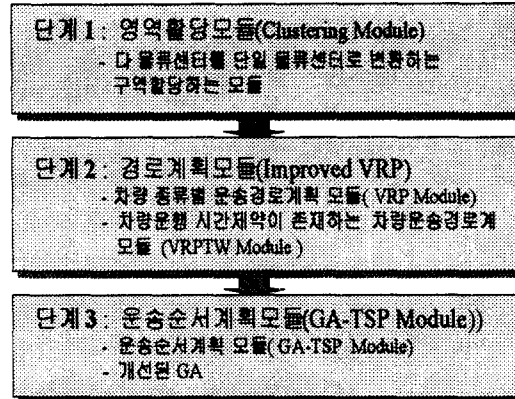 단계 1 : 영역할당모듈(Clustering Module)
- 다 물류센터를 단일 물류센터로 변환하는
구역할당하는 모듈
단계 2 : 경로계획모듈(Improved VRP)
- 차량 종류별 운송경로계획 모듈( VRP Module)
- 차량운행 시간제약이 존재하는 차량운송경로계
모듈 (VRPTW Module )
단계 3 : 운송순서계획모듈(GA-TSP Module))
- 운송순서계획 모듈( GA-TSP Module)
- 개선된 GA